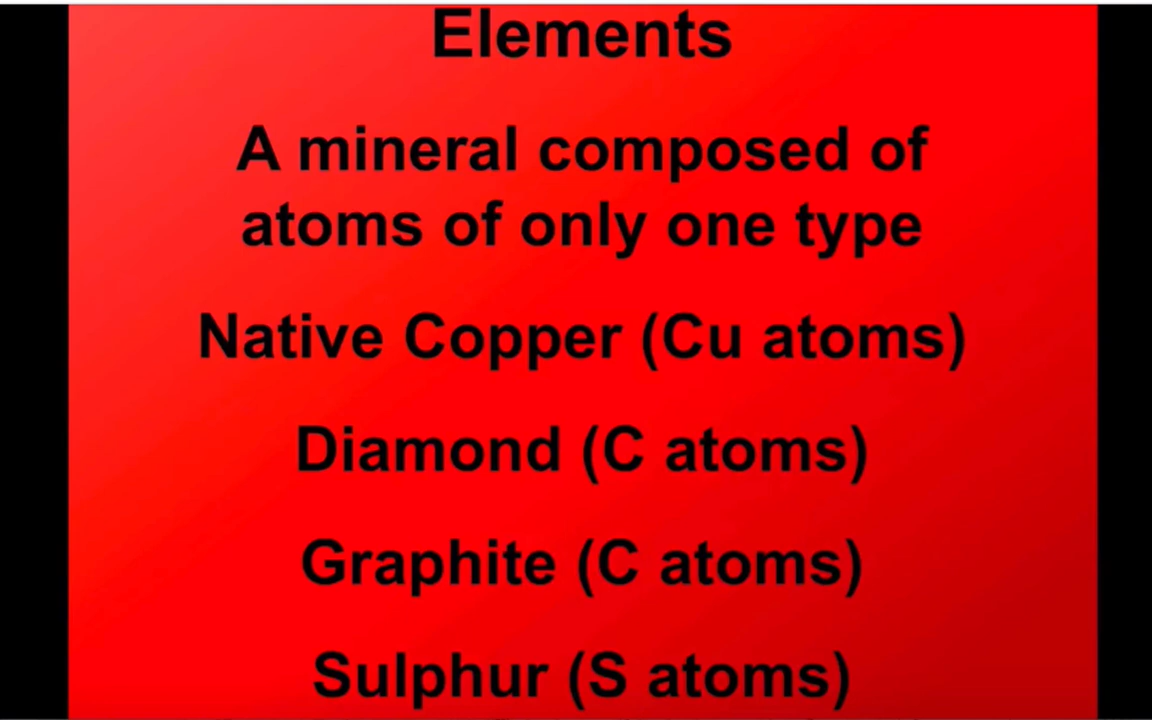 Elements
A mineral composed of
atoms of only one type
Native Copper (Cu atoms)
Diamond (C atoms)
Graphite (C atoms)
Sulphur (S atoms)